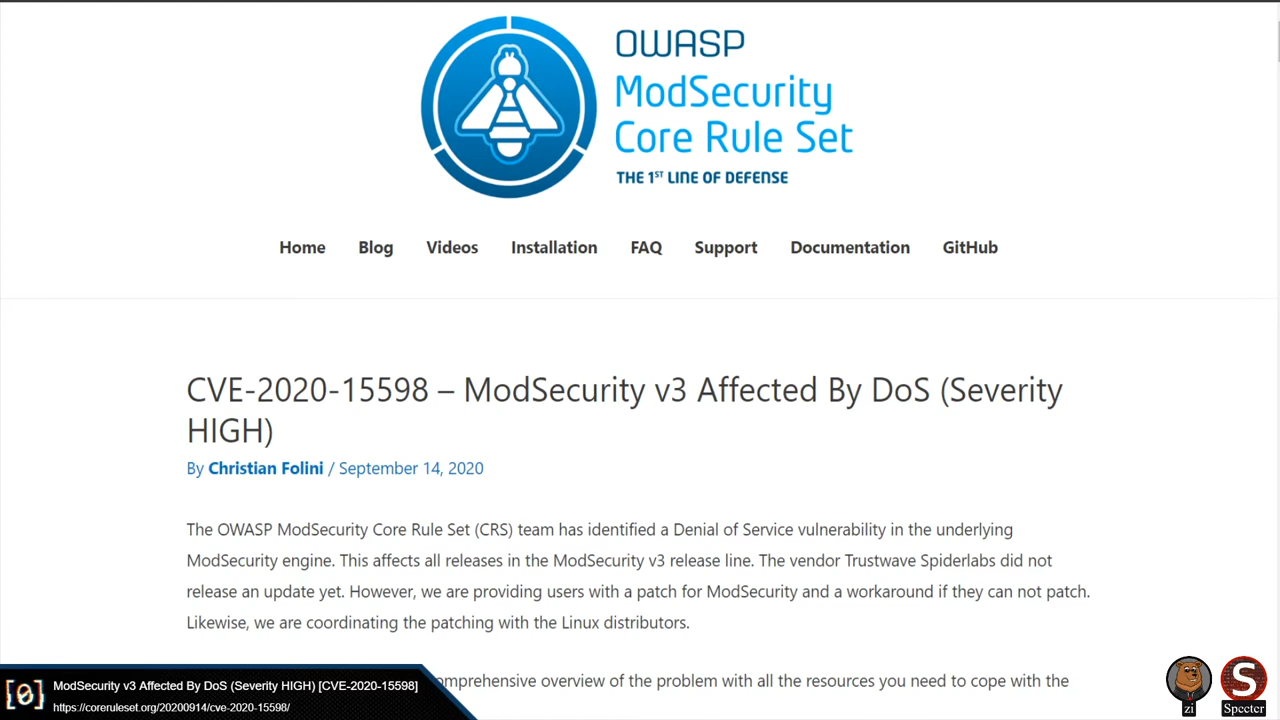 OWASP
ModSecurity
Core Rule Set
THE 1ST LINE OF DEFENSE
Home Blog Videos Installation FAQ Support Documentation GitHub
CVE-2020-15598 – ModSecurity v3 Affected By DoS (Severity
HIGH)
By Christian Folini / September 14, 2020
The OWASP ModSecurity Core Rule Set (CRS) team has identified a Denial of Service vulnerability in the underlying
ModSecurity engine. This affects all releases in the ModSecurity v3 release line. The vendor Trustwave Spiderlabs did not
release an update yet. However, we are providing users with a patch for ModSecurity and a workaround if they can not patch.
Likewise, we are coordinating the patching with the Linux distributors.
omprehensive overview of the problem with all the resources you need to cope with the
[0] ModSecurity v3 Affected By DoS (Severity HIGH) [CVE-2020-15598]
https://coreruleset.org/20200914/cve-2020-15598/
zi
S
Specter